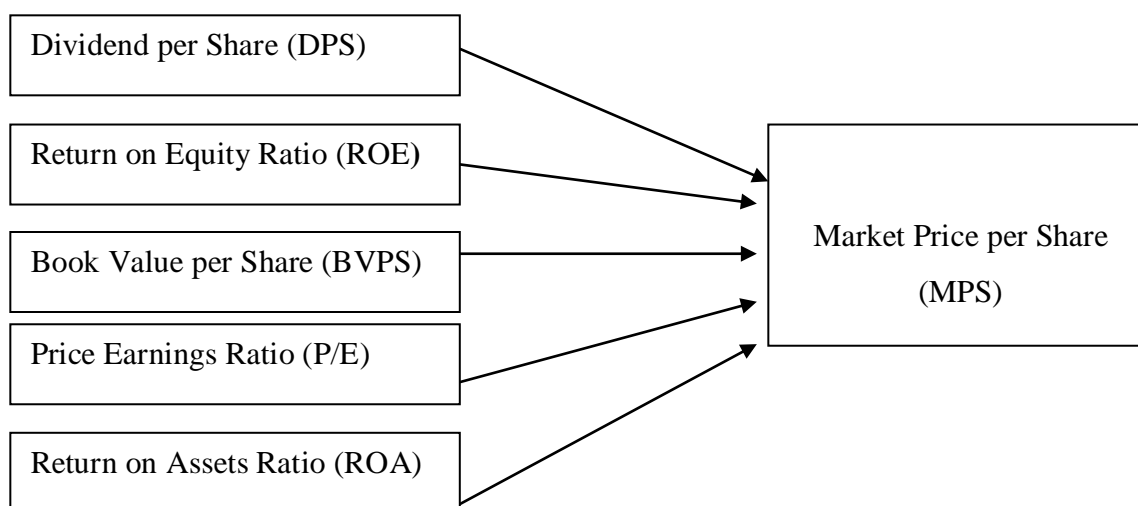 Dividend per Share (DPS)
Return on Equity Ratio (ROE)
Book Value per Share (BVPS)
Price Earnings Ratio (P/E)
Return on Assets Ratio (ROA)
Market Price per Share
(MPS)